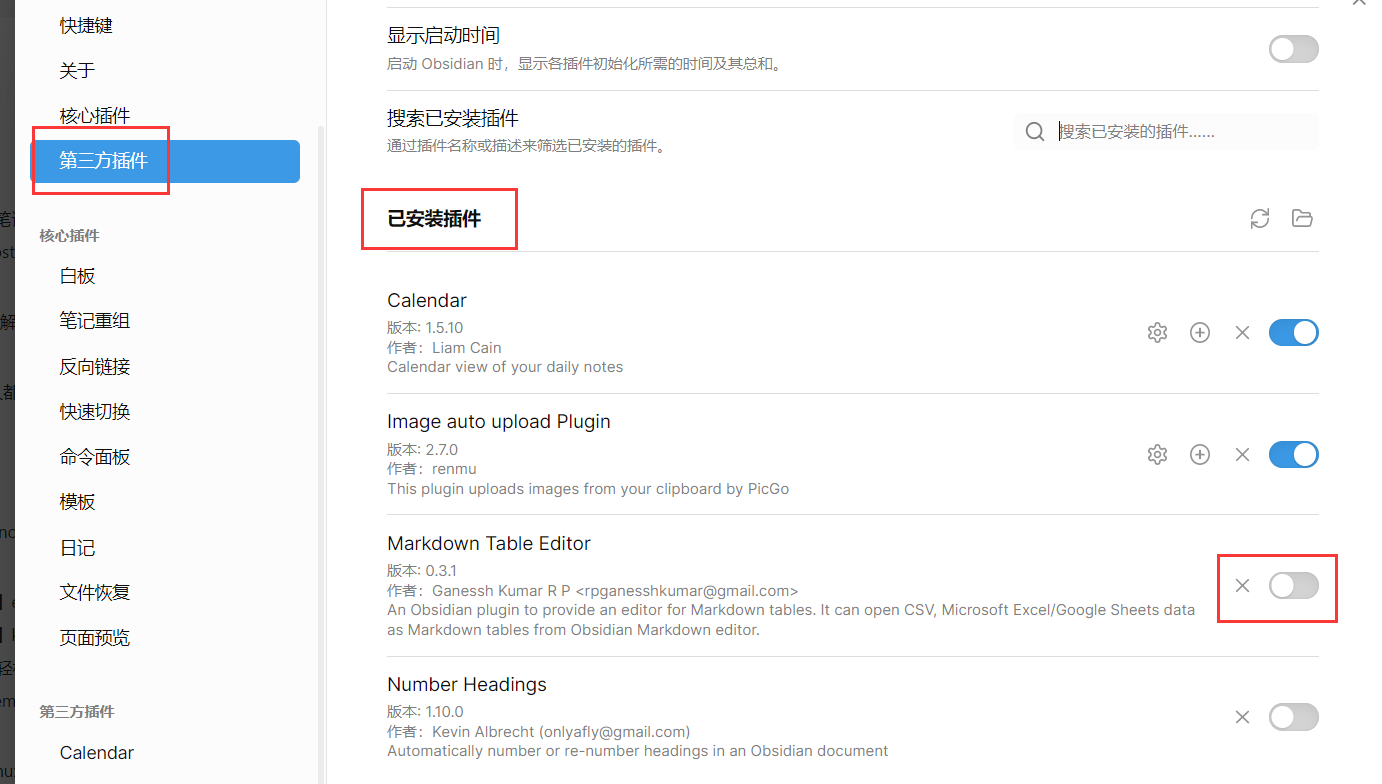 快捷键
关于
核心插件
第三方插件
核心插件
白板
笔记重组
反向链接
快速切换
命令面板
模板
日记
文件恢复
页面预览
第三方插件
Calendar
显示启动时间
启动 Obsidian 时，显示各插件初始化所需的时间及其总和。
搜索已安装插件
通过插件名称或描述来筛选已安装的插件。
搜索已安装的插件……
已安装插件
Calendar
版本: 1.5.10
作者：Liam Cain
Calendar view of your daily notes
Image auto upload Plugin
版本: 2.7.0
作者：renmu
This plugin uploads images from your clipboard by PicGo
Markdown Table Editor
版本: 0.3.1
作者：Ganessh Kumar R P <rpganesshkumar@gmail.com>
An Obsidian plugin to provide an editor for Markdown tables. It can open CSV, Microsoft Excel/Google Sheets data
as Markdown tables from Obsidian Markdown editor.
Number Headings
版本: 1.10.0
作者：Kevin Albrecht (onlyafly@gmail.com)
Automatically number or re-number headings in an Obsidian document